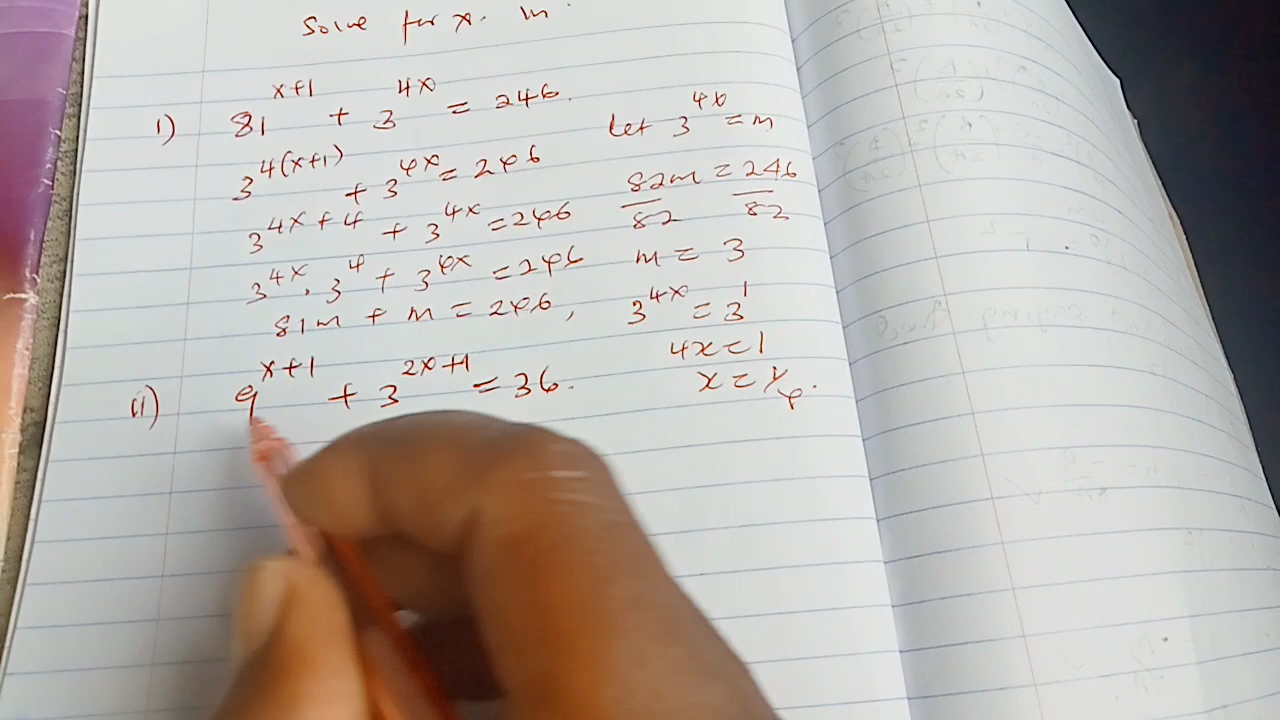 Solve for x. in.
1) 81^{x+1} + 3^{4x} = 246.
3^{4(x+1)} + 3^{4x} = 246
3^{4x+4} + 3^{4x} = 246
3^{4x} . 3^4 + 3^{4x} = 246
81m + m = 246,
Let 3^{4x} = m
82m/82 = 246/82
m = 3
3^{4x} = 3^1
4x = 1
x = 1/4.
(ii) 9^{x+1} + 3^{2x+1} = 36.